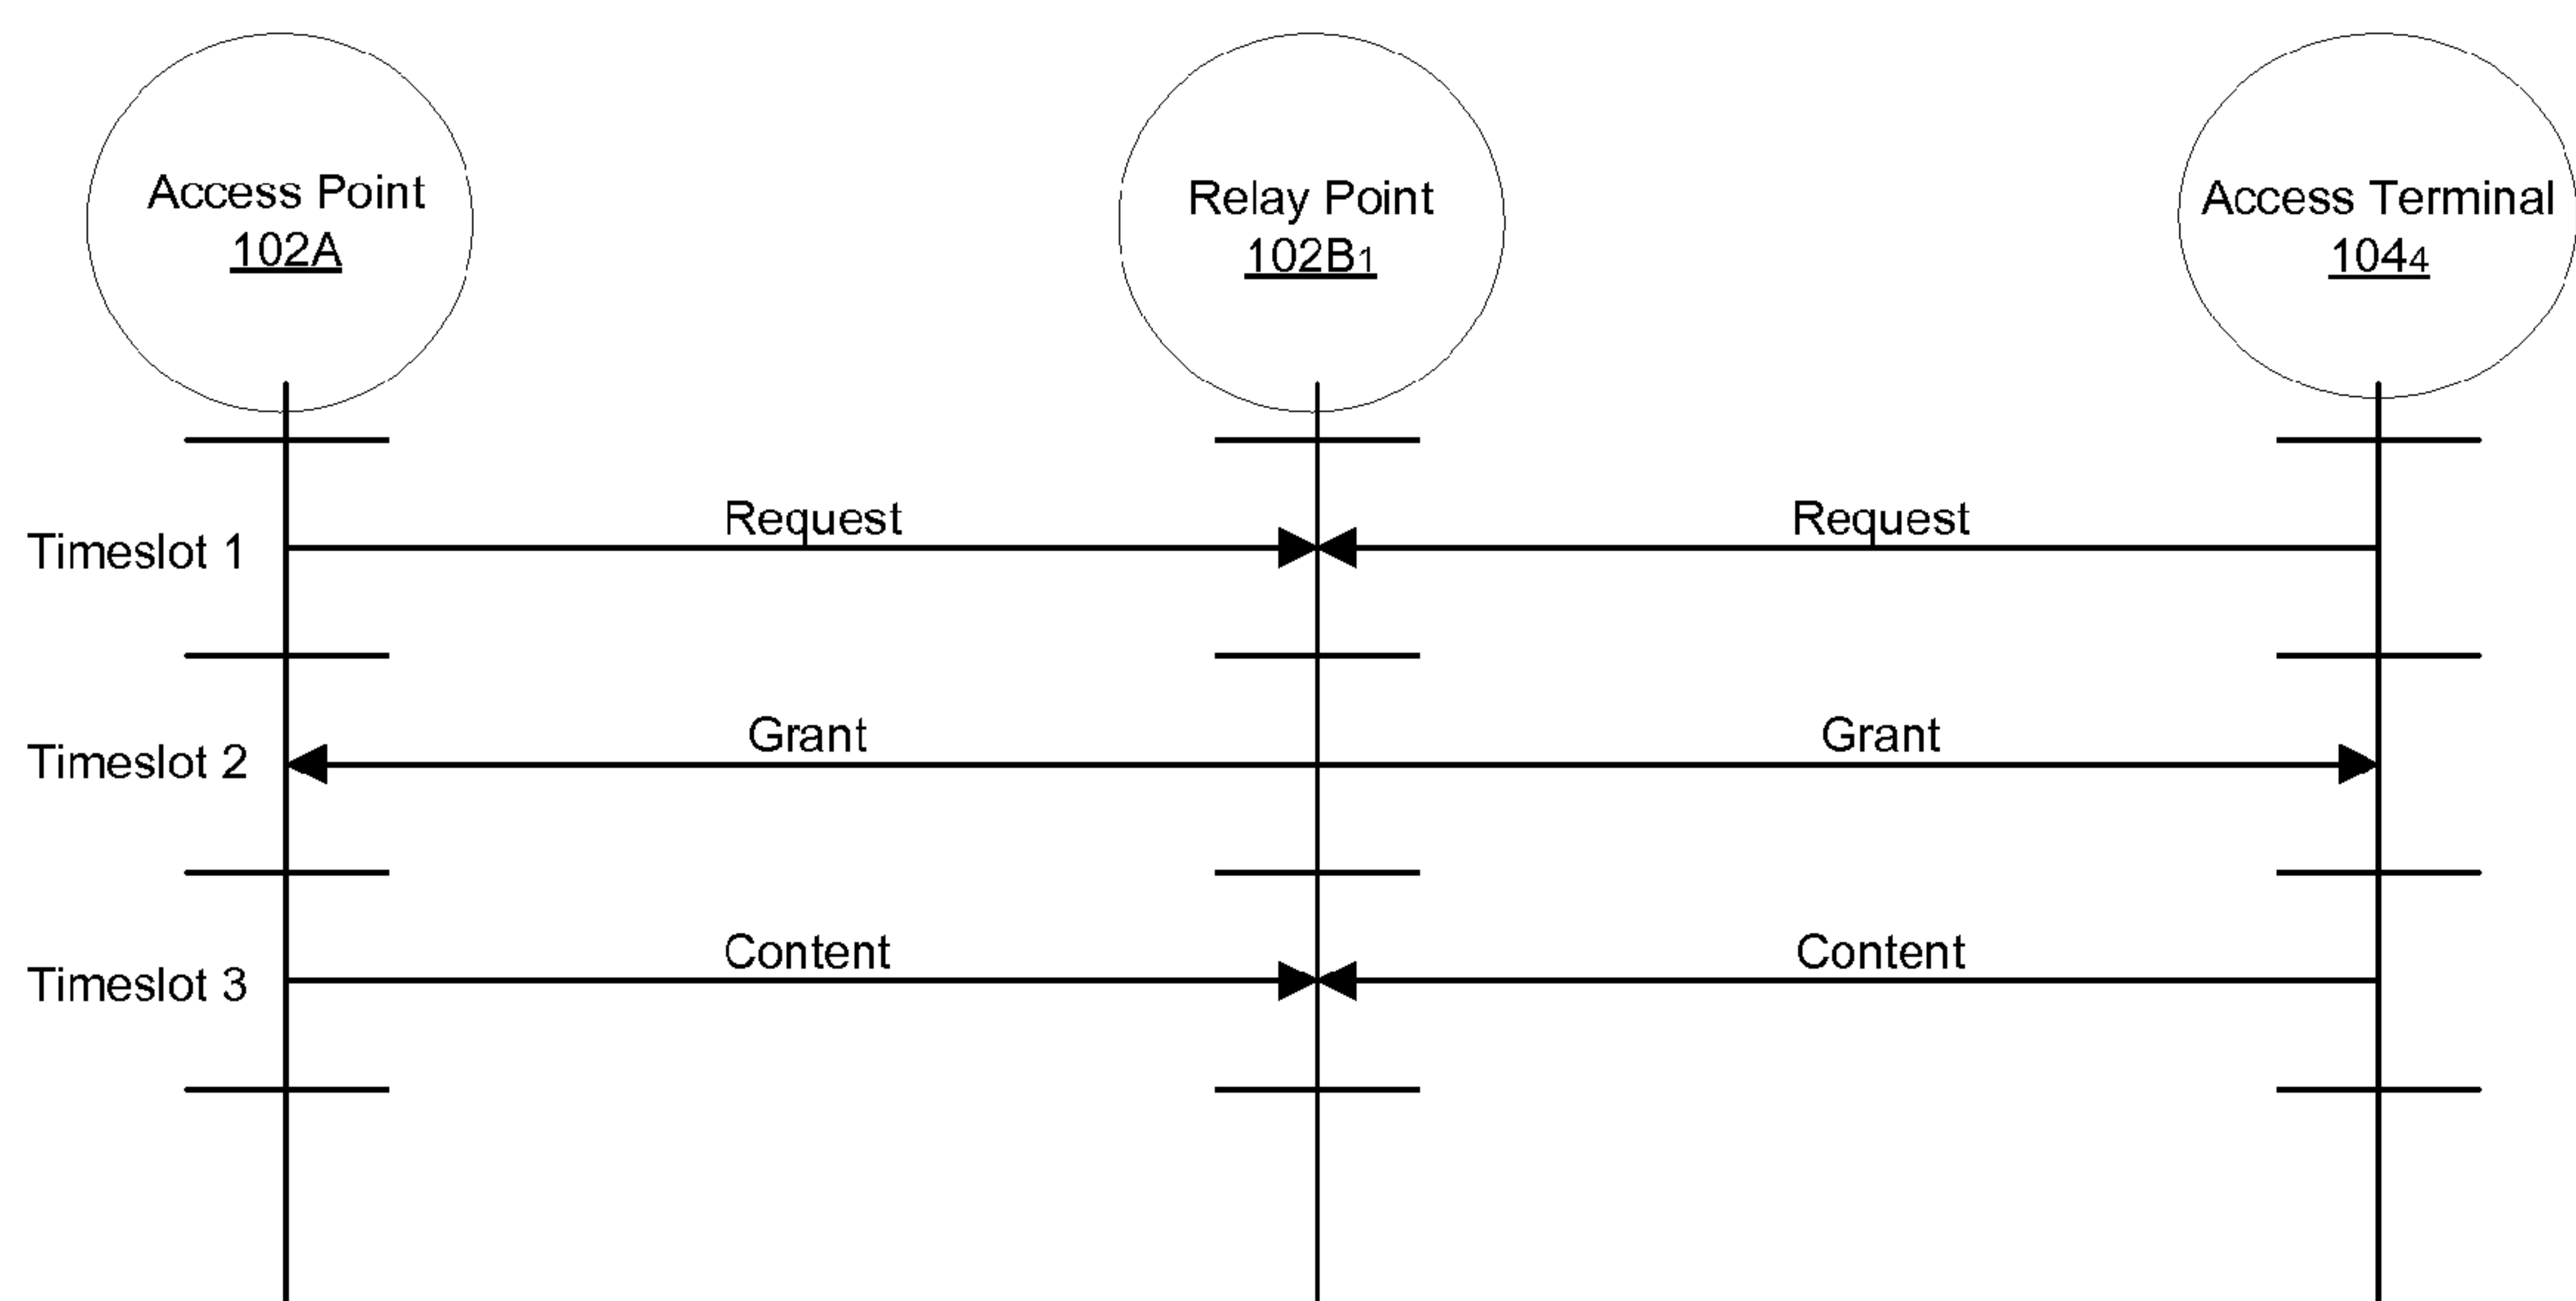 Access Point
102A
Relay Point
102B1
Access Terminal
1044
Request
Request
Timeslot 1
Grant
Grant
Timeslot 2
Content
Content
Timeslot 3